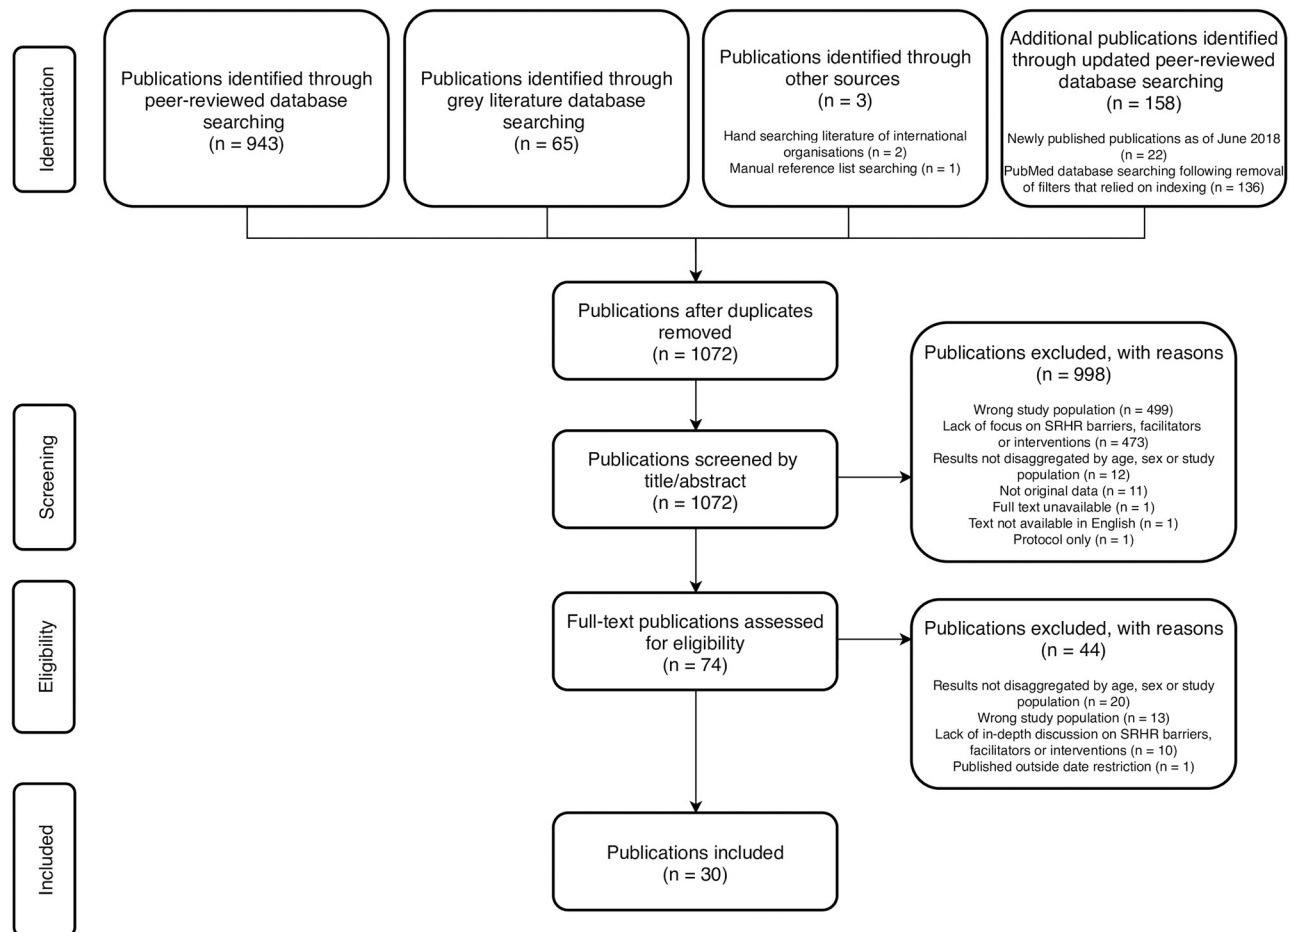 Identification
Publications identified through
peer-reviewed database
searching
(n = 943)
Publications identified through
grey literature database
searching
(n = 65)
Publications identified through
other sources
(n = 3)
Hand searching literature of international
organisations (n = 2)
Manual reference list searching (n = 1)
Additional publications identified
through updated peer-reviewed
database searching
(n = 158)
Newly published publications as of June 2018
(n = 22)
PubMed database searching following removal
of filters that relied on indexing (n = 136)
Publications after duplicates
removed
(n = 1072)
Screening
Publications screened by
title/abstract
(n = 1072)
Publications excluded, with reasons
(n = 998)
Wrong study population (n = 499)
Lack of focus on SRHR barriers, facilitators
or interventions (n = 473)
Results not disaggregated by age, sex or study
population (n = 12)
Not original data (n = 11)
Full text unavailable (n = 1)
Text not available in English (n = 1)
Protocol only (n = 1)
Eligibility
Full-text publications assessed
for eligibility
(n = 74)
Publications excluded, with reasons
(n = 44)
Results not disaggregated by age, sex or study
population (n = 20)
Wrong study population (n = 13)
Lack of in-depth discussion on SRHR barriers,
facilitators or interventions (n = 10)
Published outside date restriction (n = 1)
Included
Publications included
(n = 30)